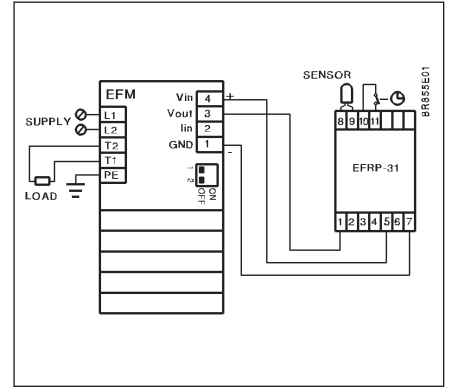 SENSOR
BR855E01
EFM
Vin 4 +
Vout 3
Iin 2
GND 1 -
SUPPLY
L1
L2
T2
T1
PE
LOAD
1 2
OFF ON
8 9 10 11
EFRP-31
1 2 3 4 5 6 7